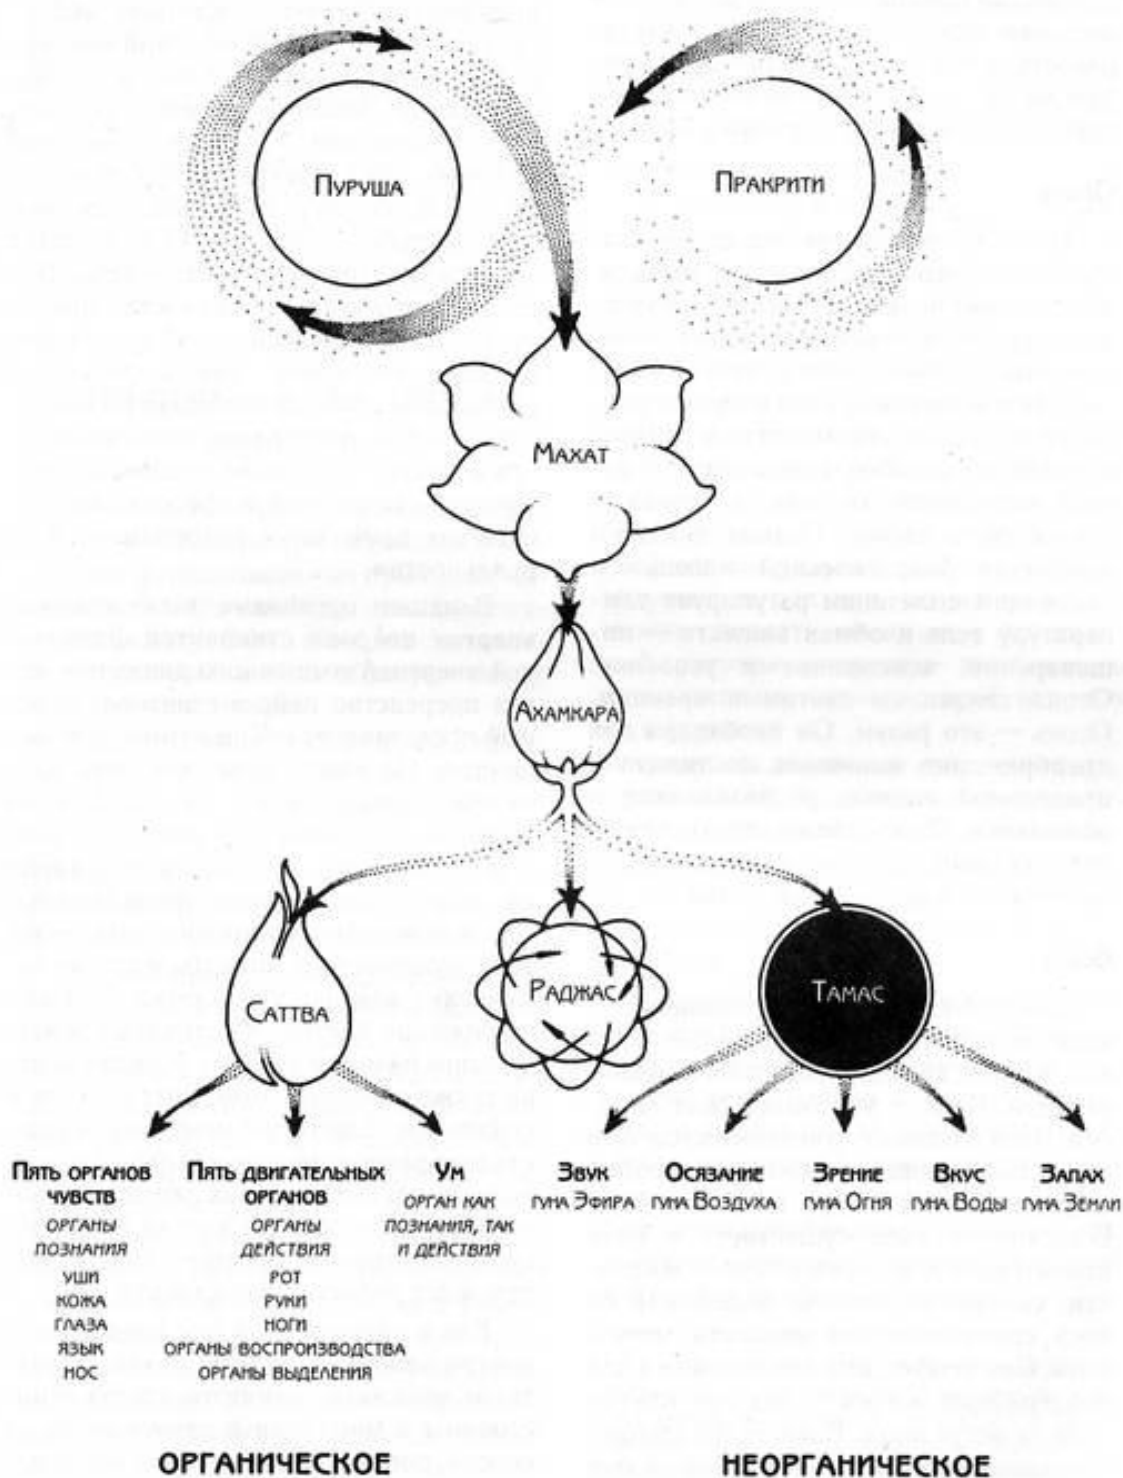 Пуруша
Пракрити
Махат
Ахамкара
Саттва
Раджас
Тамас
Пять органов
чувств
органы
познания
уши
кожа
глаза
язык
нос
Пять двигательных
органов
органы
действия
рот
руки
ноги
органы воспроизводства
органы выделения
Ум
орган как
познания, так
и действия
Звук
гуна Эфира
Осязание
гуна Воздуха
Зрение
гуна Огня
Вкус
гуна Воды
Запах
гуна Земли
ОРГАНИЧЕСКОЕ
НЕОРГАНИЧЕСКОЕ